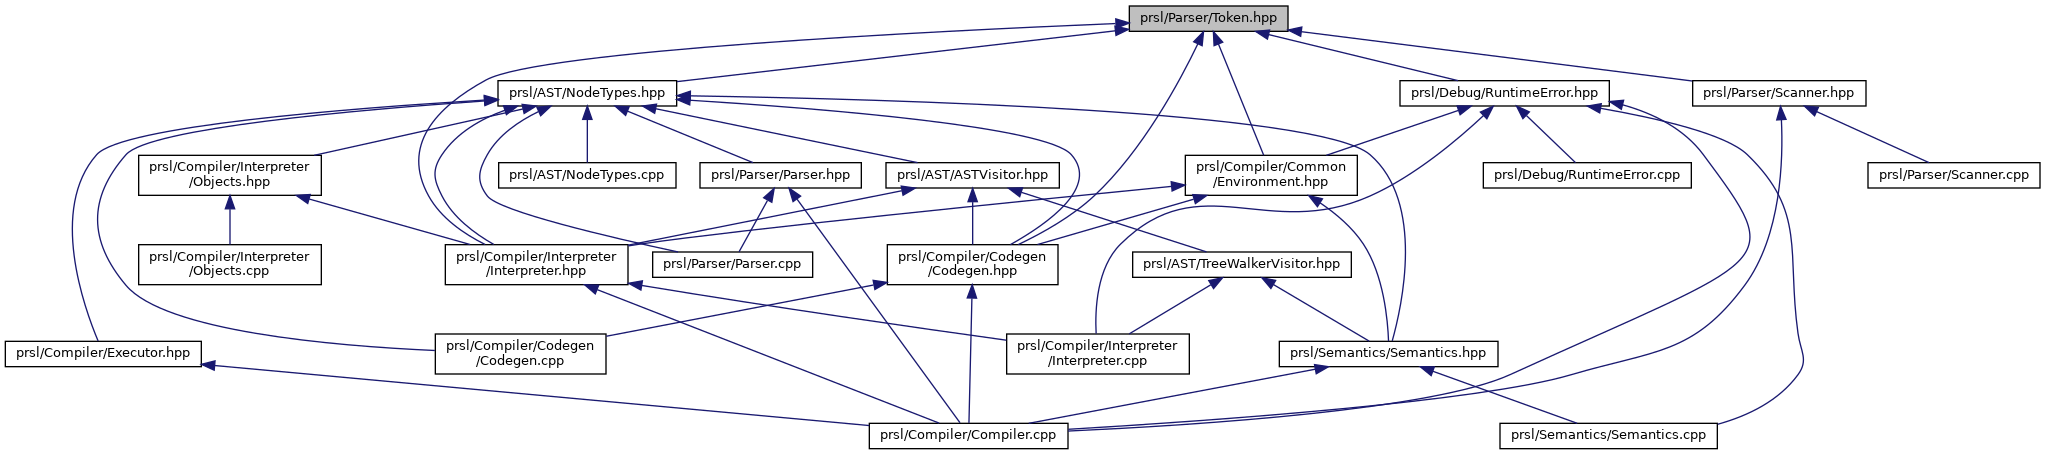 prsl/Parser/Token.hpp
prsl/AST/NodeTypes.hpp
prsl/Debug/RuntimeError.hpp
prsl/Parser/Scanner.hpp
prsl/Compiler/Interpreter
/Objects.hpp
prsl/AST/NodeTypes.cpp
prsl/Parser/Parser.hpp
prsl/AST/ASTVisitor.hpp
prsl/Compiler/Common
/Environment.hpp
prsl/Debug/RuntimeError.cpp
prsl/Parser/Scanner.cpp
prsl/Compiler/Interpreter
/Objects.cpp
prsl/Compiler/Interpreter
/Interpreter.hpp
prsl/Parser/Parser.cpp
prsl/Compiler/Codegen
/Codegen.hpp
prsl/AST/TreeWalkerVisitor.hpp
prsl/Compiler/Executor.hpp
prsl/Compiler/Codegen
/Codegen.cpp
prsl/Compiler/Interpreter
/Interpreter.cpp
prsl/Semantics/Semantics.hpp
prsl/Compiler/Compiler.cpp
prsl/Semantics/Semantics.cpp